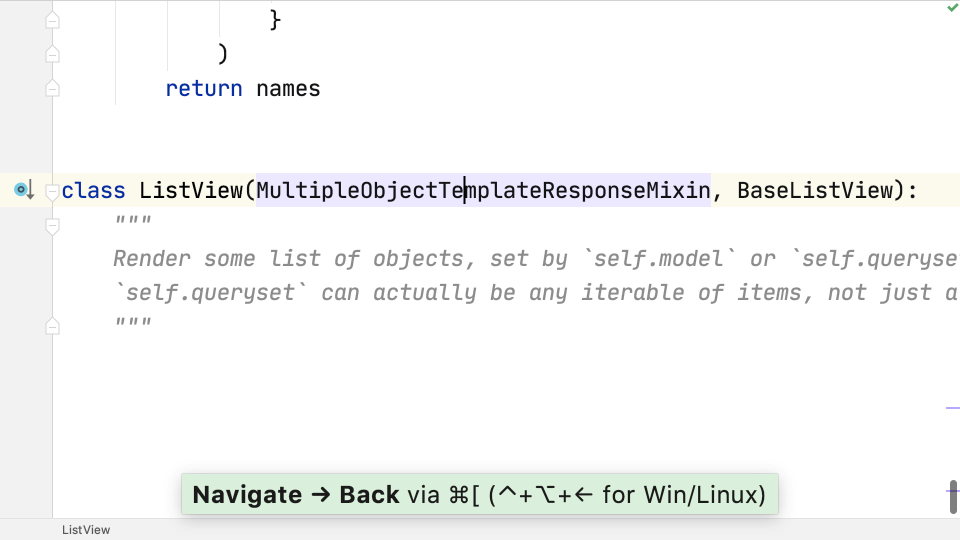 }
)
return names
class ListView(MultipleObjectTemplateResponseMixin, BaseListView):
"""
Render some list of objects, set by `self.model` or `self.queryse
`self.queryset` can actually be any iterable of items, not just a
"""
Navigate → Back via ⌘[ (^+⌥+← for Win/Linux)
ListView